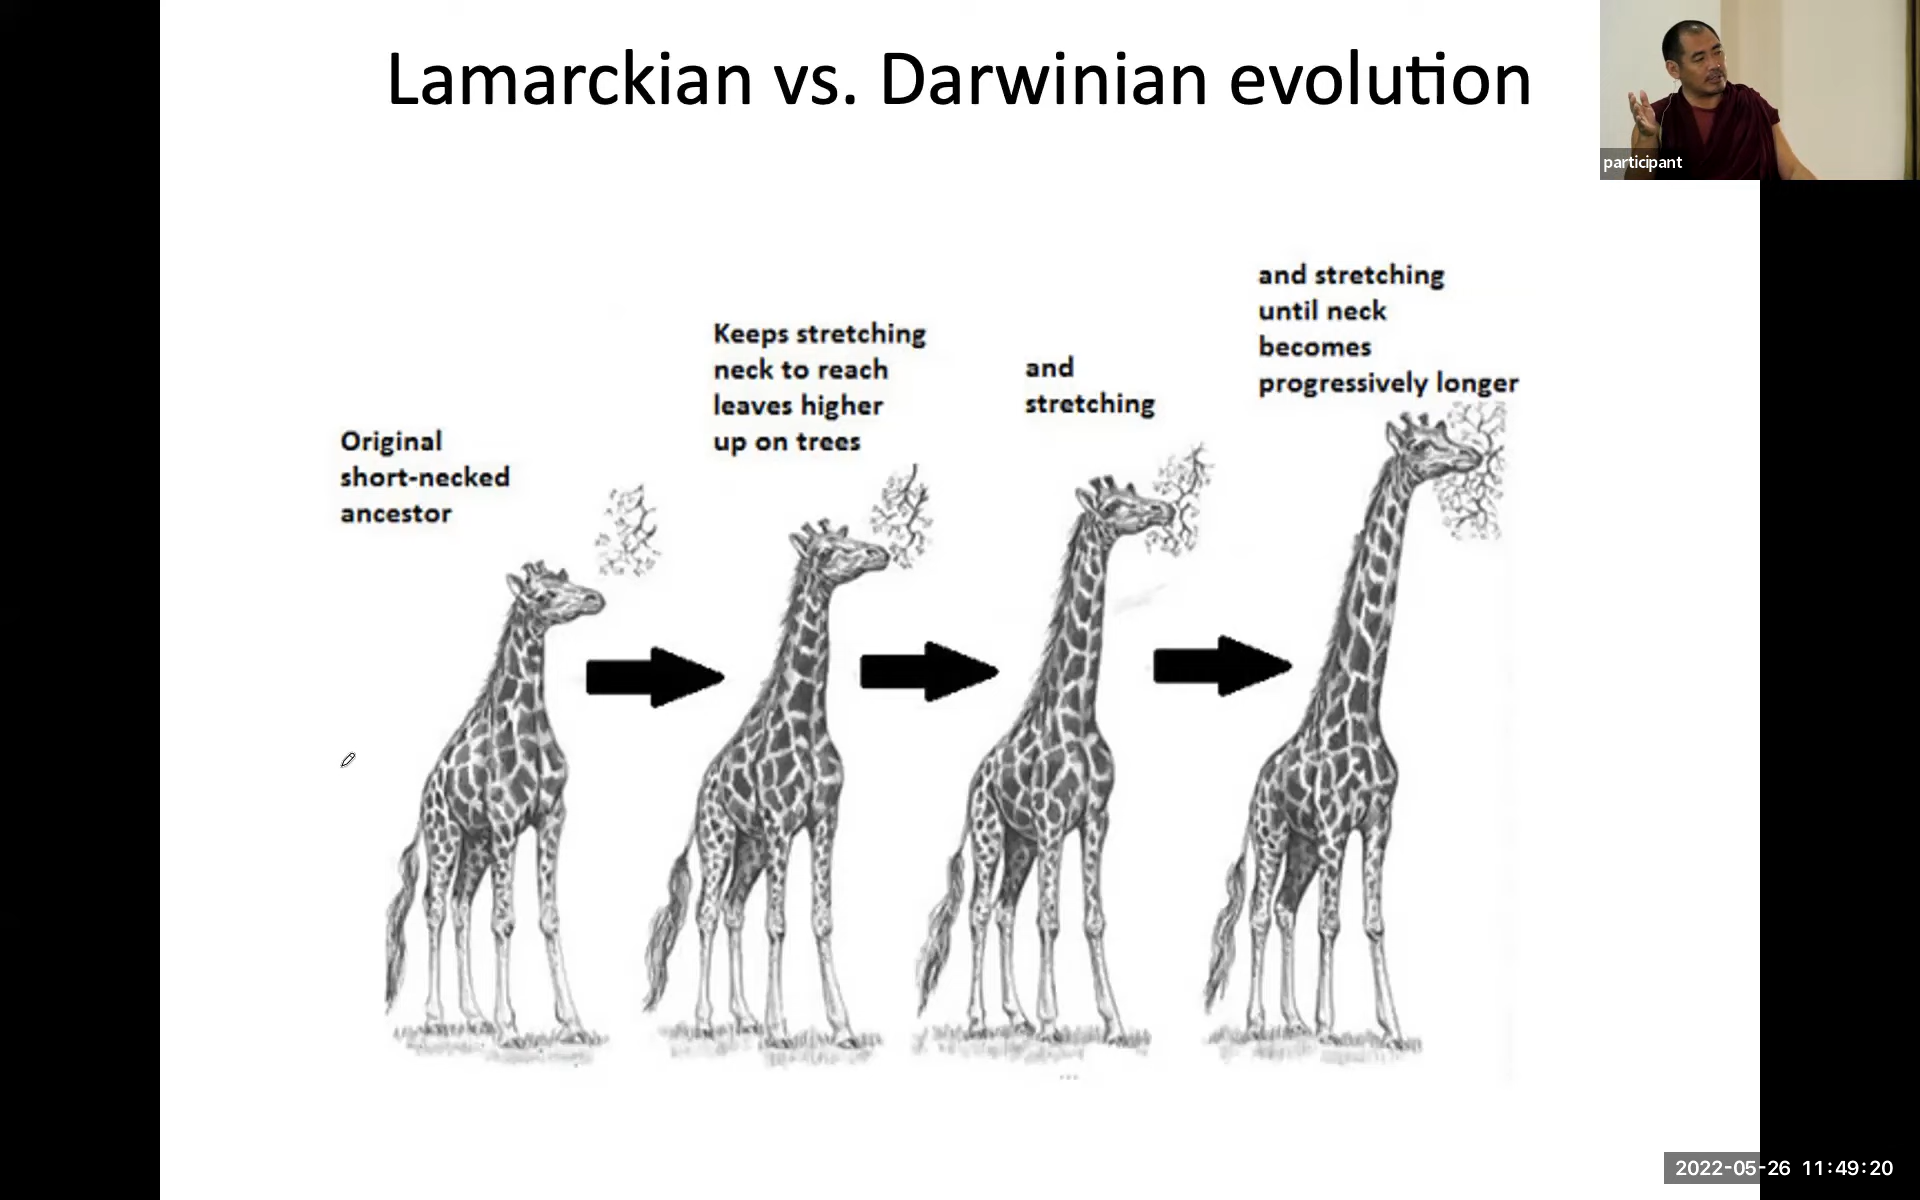 Lamarckian vs. Darwinian evolution
participant
Original
short-necked
ancestor
Keeps stretching
neck to reach
leaves higher
up on trees
and
stretching
and stretching
until neck
becomes
progressively longer
2022-05-26 11:49:20